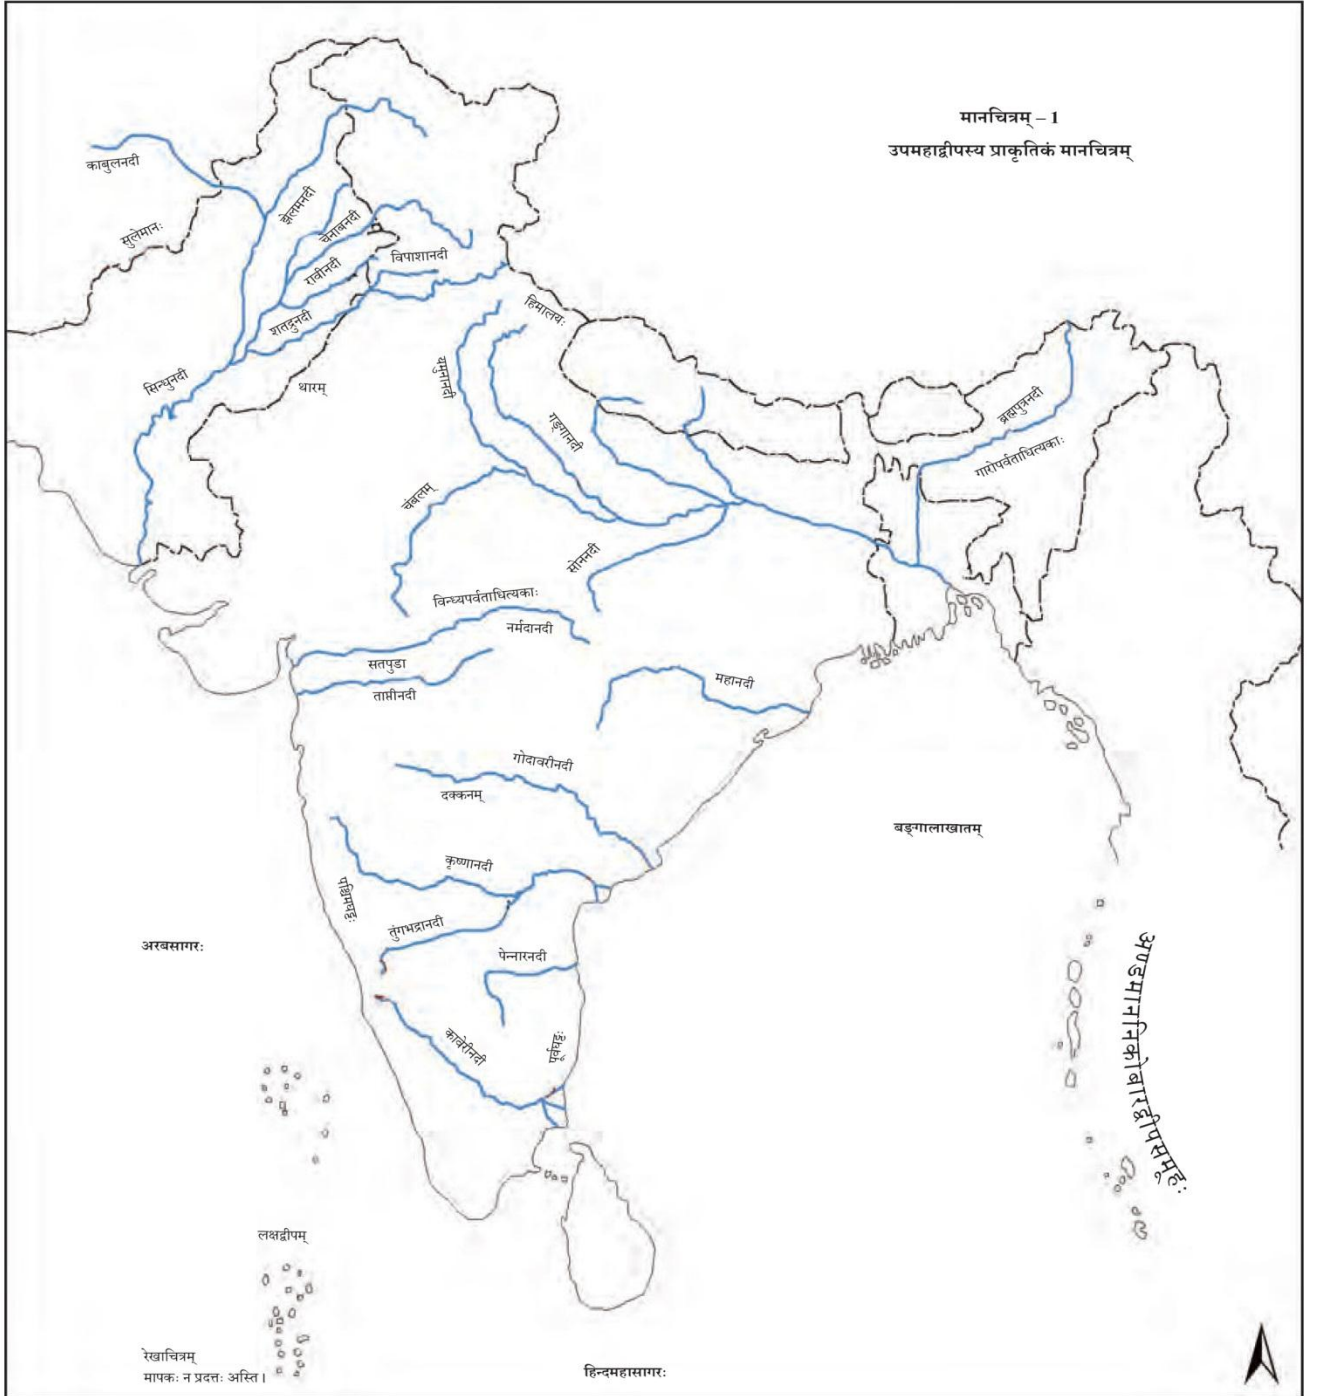 मानचित्रम् – 1
उपमहाद्वीपस्य प्राकृतिकं मानचित्रम्
काबुलनदी
सुलेमानः
झेलमनदी
चेनाबनदी
रावीनदी
विपाशानदी
शतद्रुनदी
सिन्धुनदी
थारम्
हिमालयः
यमुनानदी
गङ्गानदी
ब्रह्मपुत्रनदी
गारोपर्वताधित्यकाः
चंबलम्
सोननदी
विन्ध्यपर्वताधित्यकाः
नर्मदानदी
सतपुडा
ताप्तीनदी
महानदी
गोदावरीनदी
दक्कनम्
बङ्गालाखातम्
कृष्णानदी
पश्चिमघट्टः
तुंगभद्रानदी
अरबसागरः
पेन्नारनदी
कावेरीनदी
पूर्वघट्टः
अण्डमाननिकोबारद्वीपसमूहः
लक्षद्वीपम्
रेखाचित्रम्
मापकः न प्रदत्तः अस्ति।
हिन्दमहासागरः